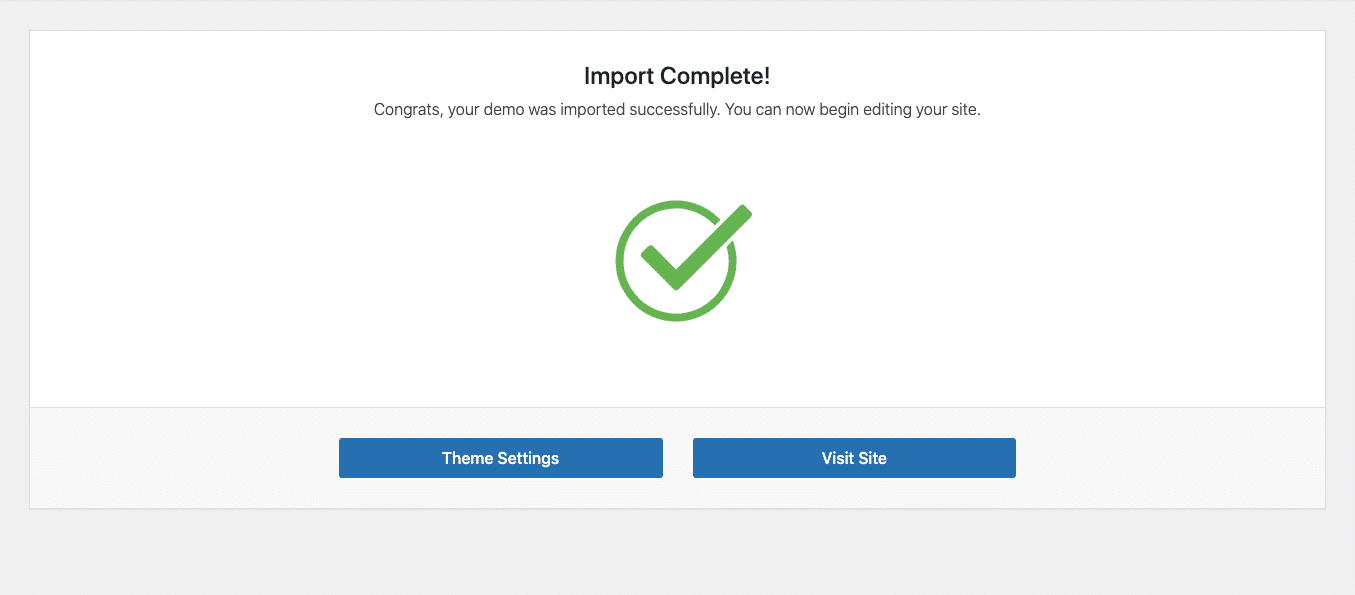 Import Complete!
Congrats, your demo was imported successfully. You can now begin editing your site.
Theme Settings
Visit Site